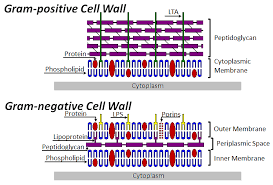 Gram-positive Cell Wall
LTA
Peptidoglycan
Protein
Phospholipid
Cytoplasmic
Membrane
Cytoplasm
Gram-negative Cell Wall
Protein LPS Porins
Outer Membrane
Lipoprotein
Periplasmic Space
Peptidoglycan
Phospholipid
Inner Membrane
Cytoplasm